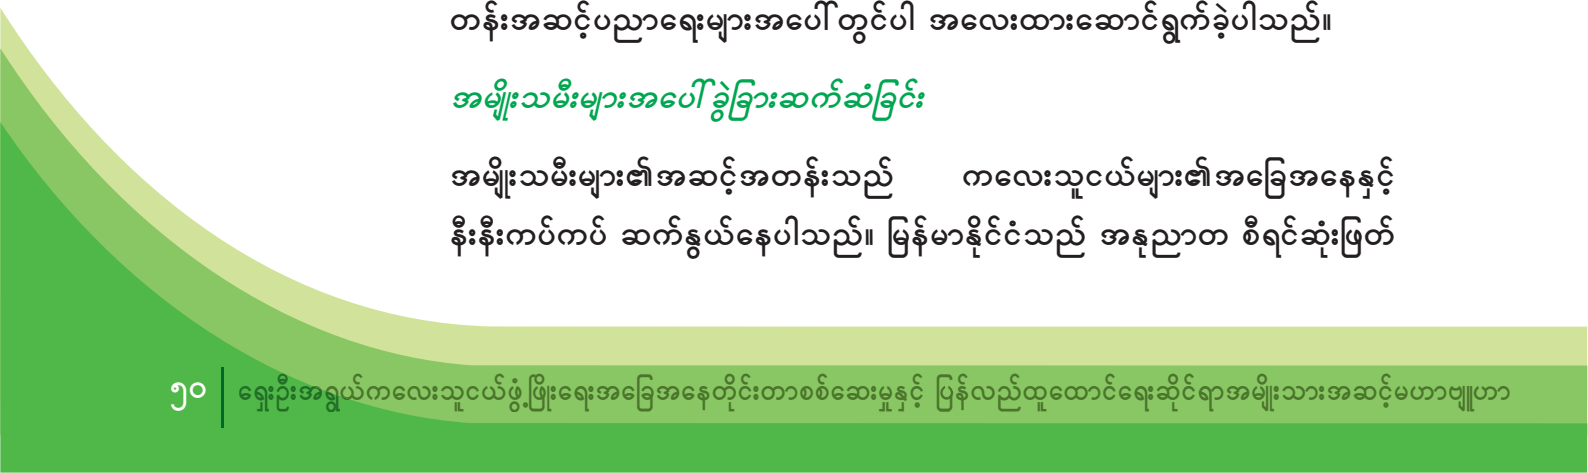 တန်းအဆင့်ပညာရေးများအပေါ်တွင်ပါ အလေးထားဆောင်ရွက်ခဲ့ပါသည်။
အမျိုးသမီးများအပေါ်ခွဲခြားဆက်ဆံခြင်း
အမျိုးသမီးများ၏အဆင့်အတန်းသည် ကလေးသူငယ်များ၏အခြေအနေနှင့်
နီးနီးကပ်ကပ် ဆက်နွယ်နေပါသည်။ မြန်မာနိုင်ငံသည် အနုညာတ စီရင်ဆုံးဖြတ်
၅၀ ရှေးဦးအရွယ်ကလေးသူငယ်ဖွံ့ဖြိုးရေးအခြေအနေတိုင်းတာစစ်ဆေးမှုနှင့် ပြန်လည်ထူထောင်ရေးဆိုင်ရာအမျိုးသားအဆင့်မဟာဗျူဟာ